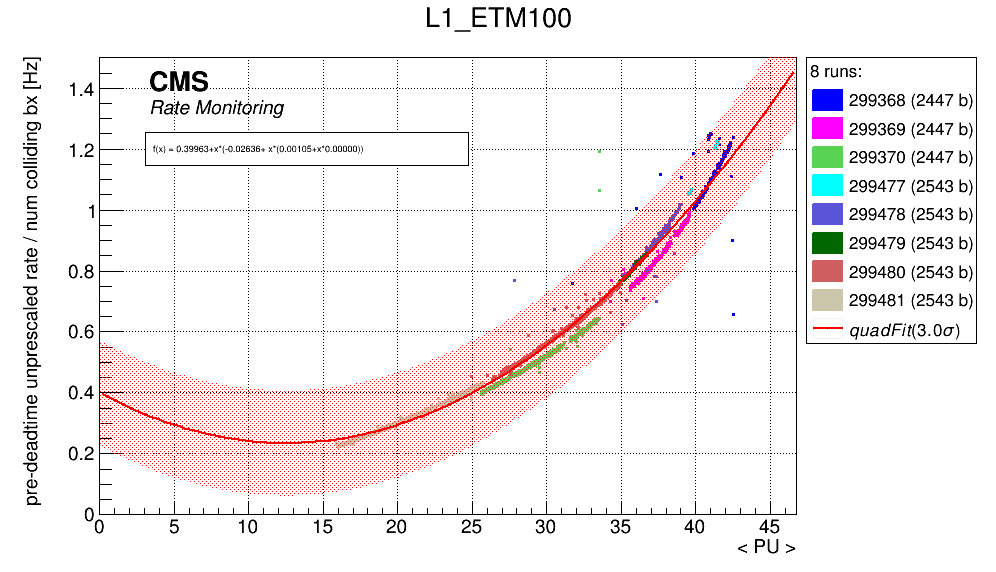 L1_ETM100
pre-deadtime unprescaled rate / num colliding bx [Hz]
CMS
Rate Monitoring
f(x) = 0.39963+x*(-0.02636+ x*(0.00105+x*0.00000))
1.4
1.2
1
0.8
0.6
0.4
0.2
0
0 5 10 15 20 25 30 35 40 45
< PU >
8 runs:
299368 (2447 b)
299369 (2447 b)
299370 (2447 b)
299477 (2543 b)
299478 (2543 b)
299479 (2543 b)
299480 (2543 b)
299481 (2543 b)
quadFit(3.0σ)